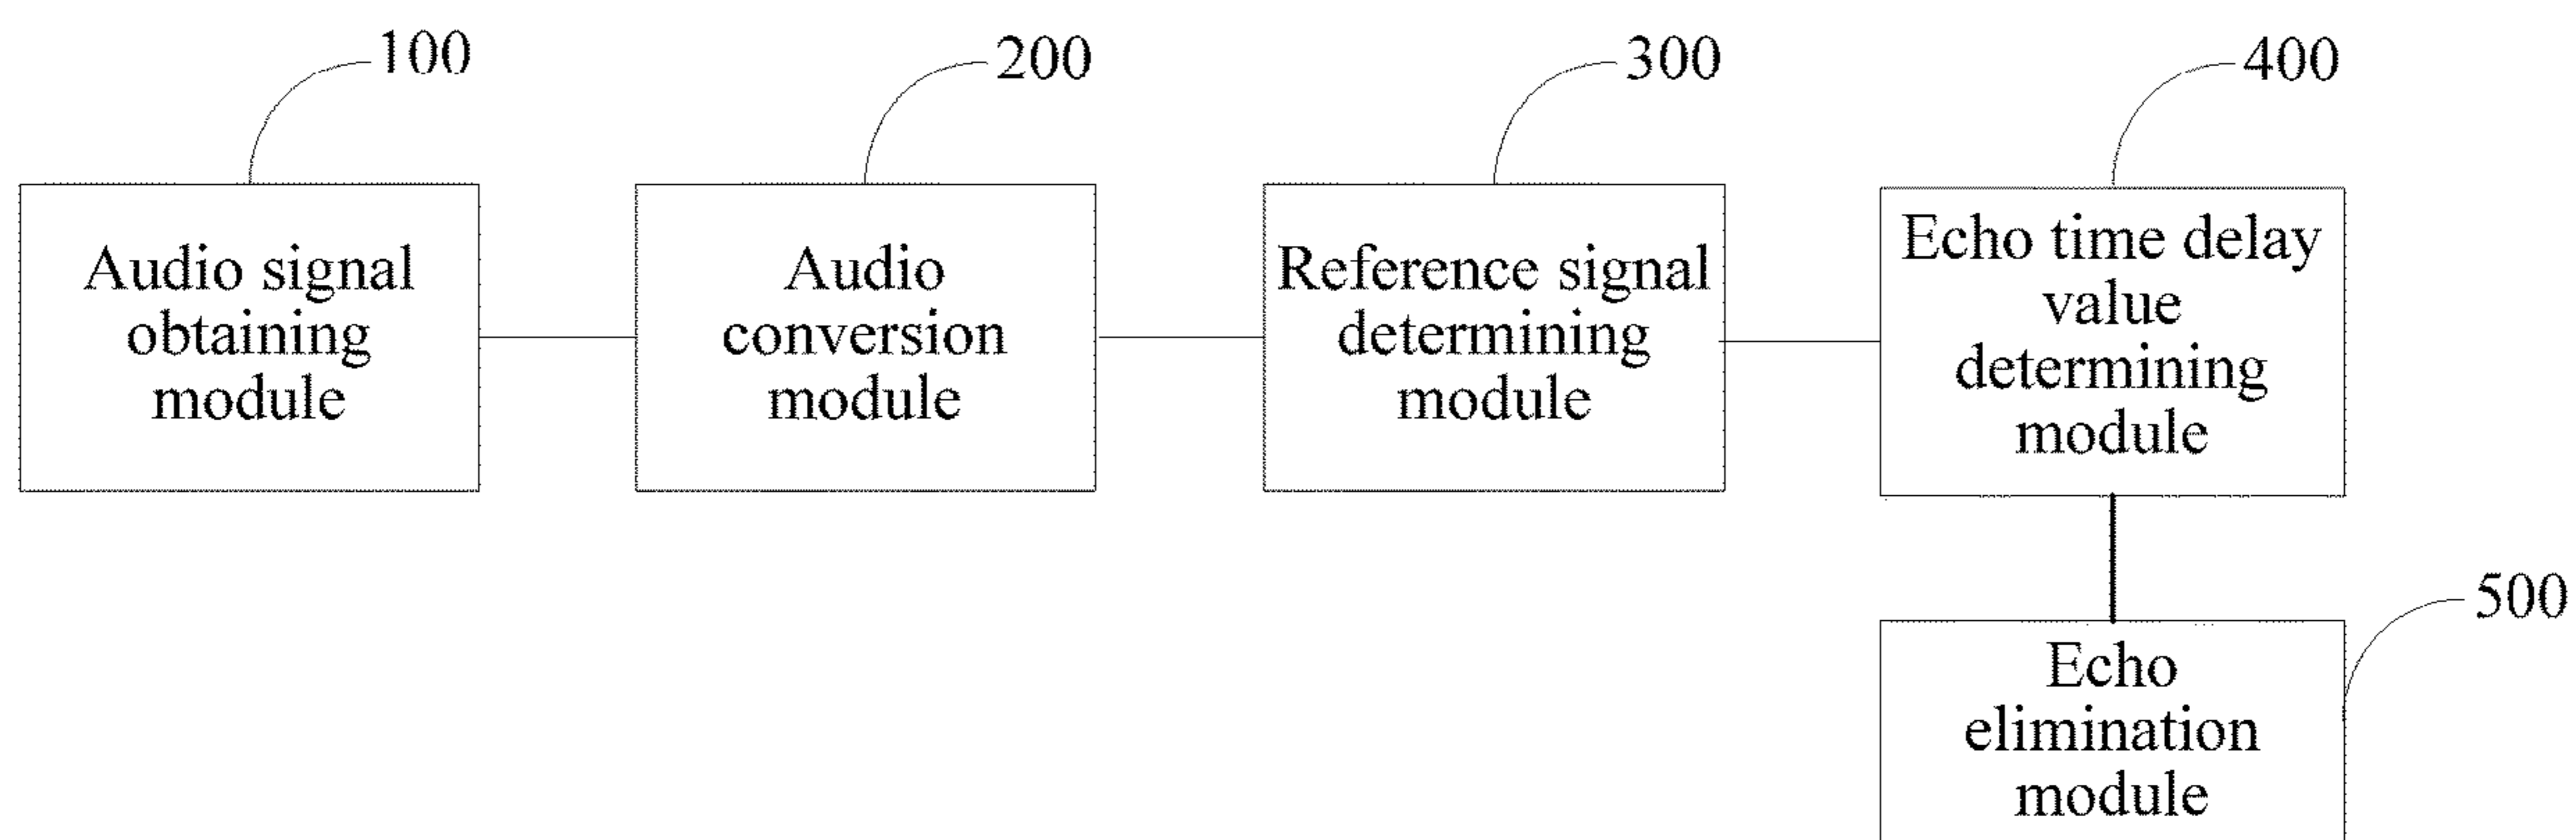 100
200
300
400
Audio signal
obtaining
module
Audio
conversion
module
Reference signal
determining
module
Echo time delay
value
determining
module
500
Echo
elimination
module